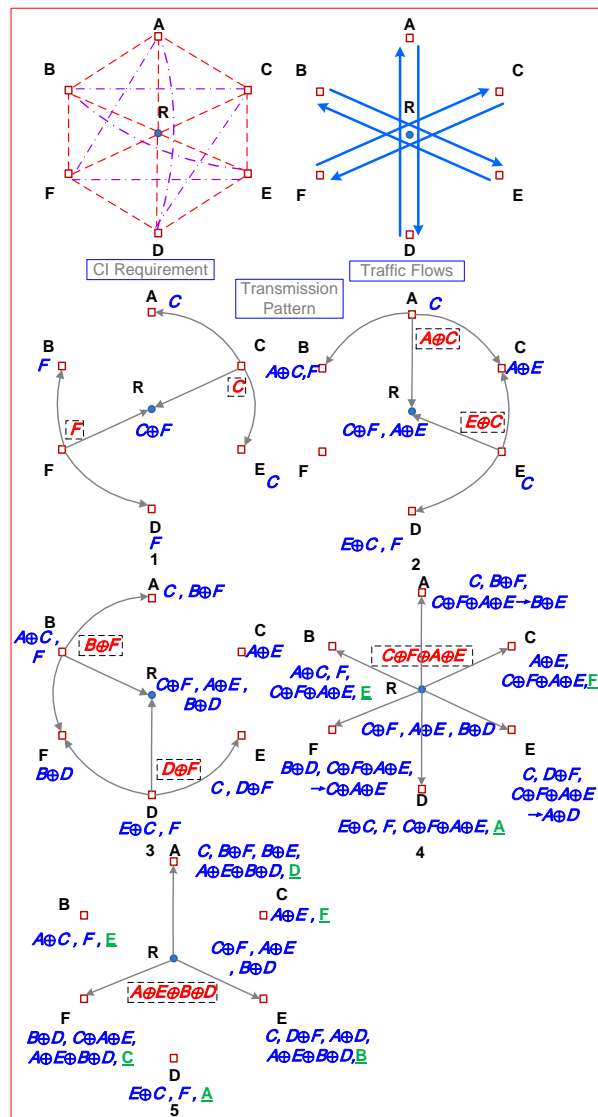 A
B
C
R
F
E
D
CI Requirement
A
B
C
R
F
E
D
Traffic Flows
Transmission
Pattern
A
C
B
F
C
R
C
C⊕F
F
F
E
C
D
F
1
A
C
B
A⊕C
A⊕C,F
C
A⊕E
R
C⊕F, A⊕E
E⊕C
F
E
C
D
E⊕C, F
2
A
C, B⊕F
B
A⊕C,
F
B⊕F
C
A⊕E
R
C⊕F, A⊕E,
B⊕D
F
B⊕D
D⊕F
E
C, D⊕F
D
E⊕C, F
3
A
C, B⊕F,
C⊕F⊕A⊕E→B⊕E
B
C⊕F⊕A⊕E
C
A⊕C, F,
C⊕F⊕A⊕E, E
A⊕E,
C⊕F⊕A⊕E,F
R
C⊕F, A⊕E, B⊕D
F
B⊕D, C⊕F⊕A⊕E,
→C⊕A⊕E
E
C, D⊕F,
C⊕F⊕A⊕E
→A⊕D
D
E⊕C, F, C⊕F⊕A⊕E, A
4
A
C, B⊕F, B⊕E,
A⊕E⊕B⊕D, D
B
A⊕C, F, E
C
A⊕E, F
R
C⊕F, A⊕E
, B⊕D
A⊕E⊕B⊕D
F
B⊕D, C⊕A⊕E,
A⊕E⊕B⊕D, C
E
C, D⊕F, A⊕D,
A⊕E⊕B⊕D,B
D
E⊕C, F, A
5